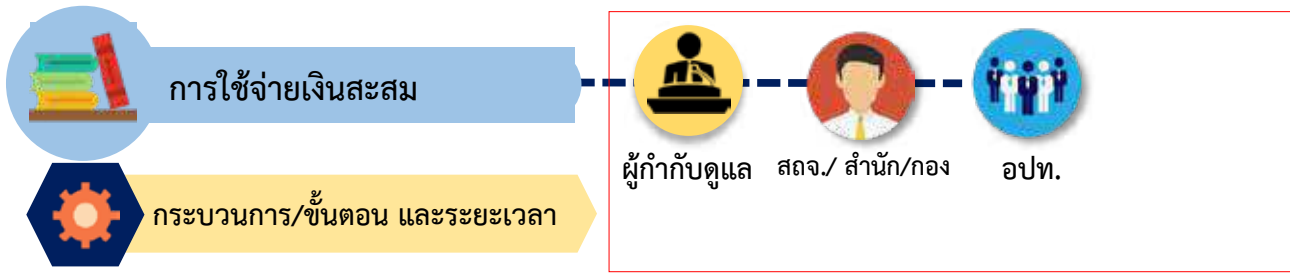 การใช้จ่ายเงินสะสม
ผู้กำกับดูแล
สถจ./ สำนัก/กอง
อปท.
กระบวนการ/ขั้นตอน และระยะเวลา